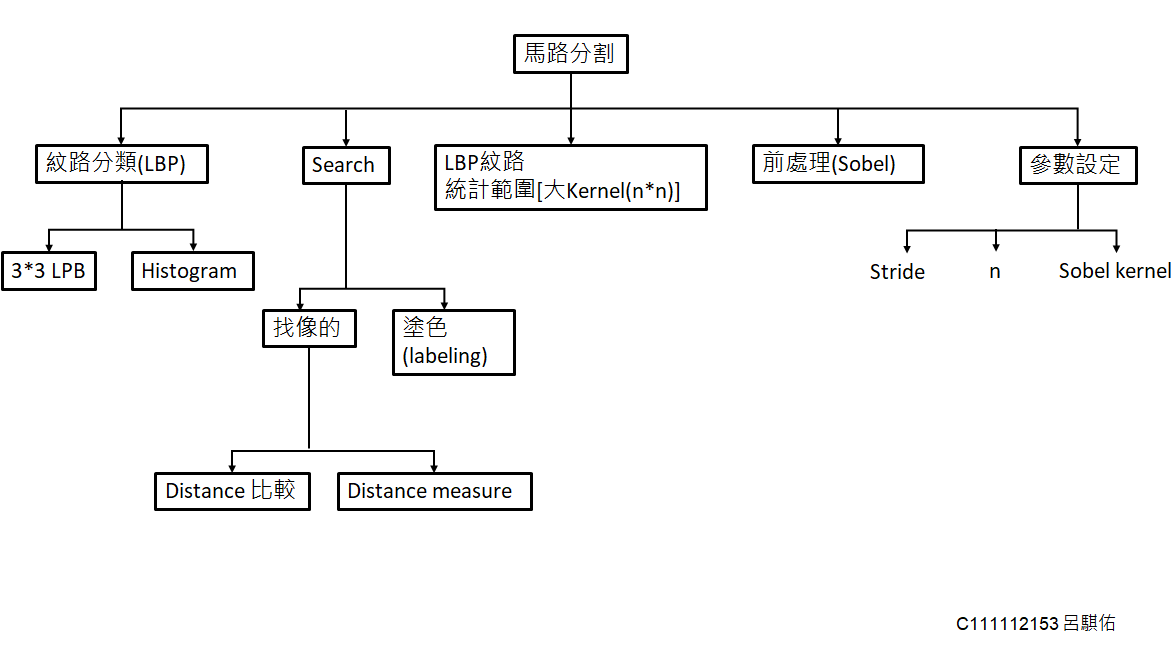 馬路分割
紋路分類(LBP)
Search
LBP紋路
統計範圍[大Kernel(n*n)]
前處理(Sobel)
參數設定
3*3 LPB
Histogram
Stride
n
Sobel kernel
找像的
塗色
(labeling)
Distance 比較
Distance measure
C111112153 呂騏佑